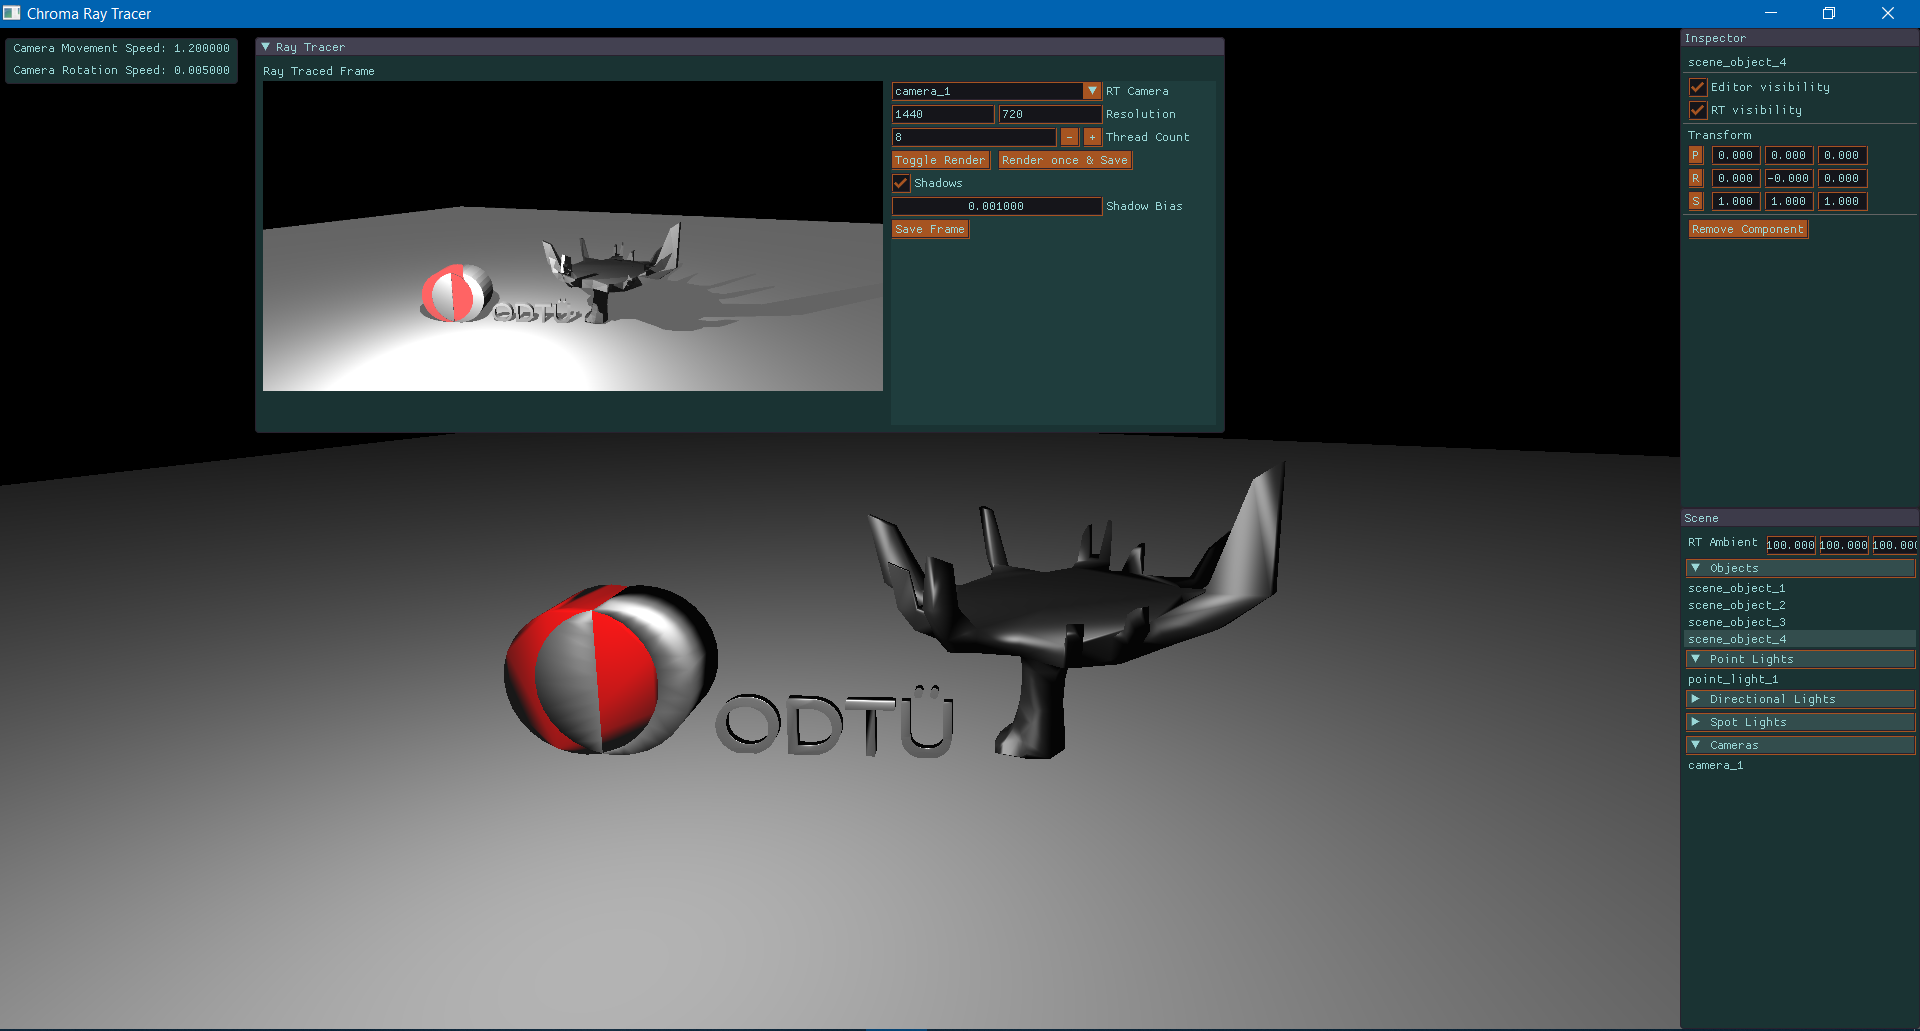 Chroma Ray Tracer
Camera Movement Speed: 1.200000
Camera Rotation Speed: 0.005000
Ray Tracer
Ray Traced Frame
camera_1 RT Camera
1440 720 Resolution
8 - + Thread Count
Toggle Render Render once & Save
Shadows
0.001000 Shadow Bias
Save Frame
ODTÜ
ODTÜ
Inspector
scene_object_4
Editor visibility
RT visibility
Transform
P 0.000 0.000 0.000
R 0.000 -0.000 0.000
S 1.000 1.000 1.000
Remove Component
Scene
RT Ambient 100.000 100.000 100.000
Objects
scene_object_1
scene_object_2
scene_object_3
scene_object_4
Point Lights
point_light_1
Directional Lights
Spot Lights
Cameras
camera_1